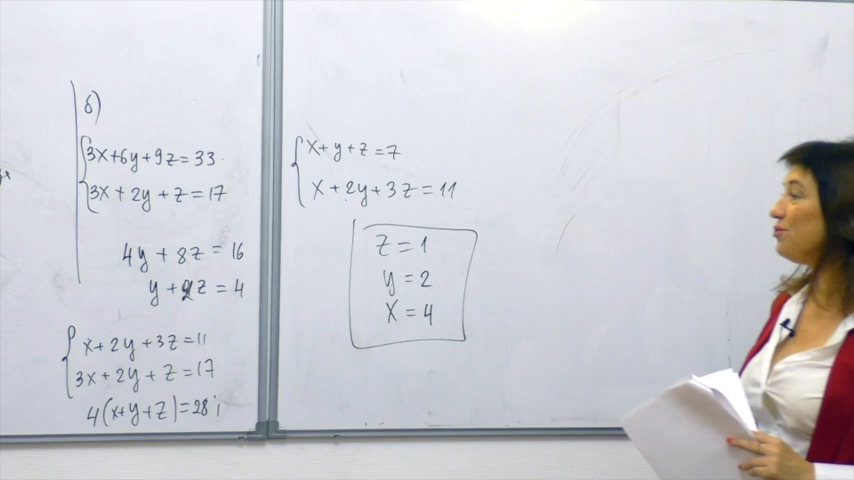 б)
3x+6y+9z=33
3x+2y+z=17
4y+8z=16
y+2z=4
x+2y+3z=11
3x+2y+z=17
4(x+y+z)=28;
x+y+z=7
x+2y+3z=11
z=1
y=2
x=4